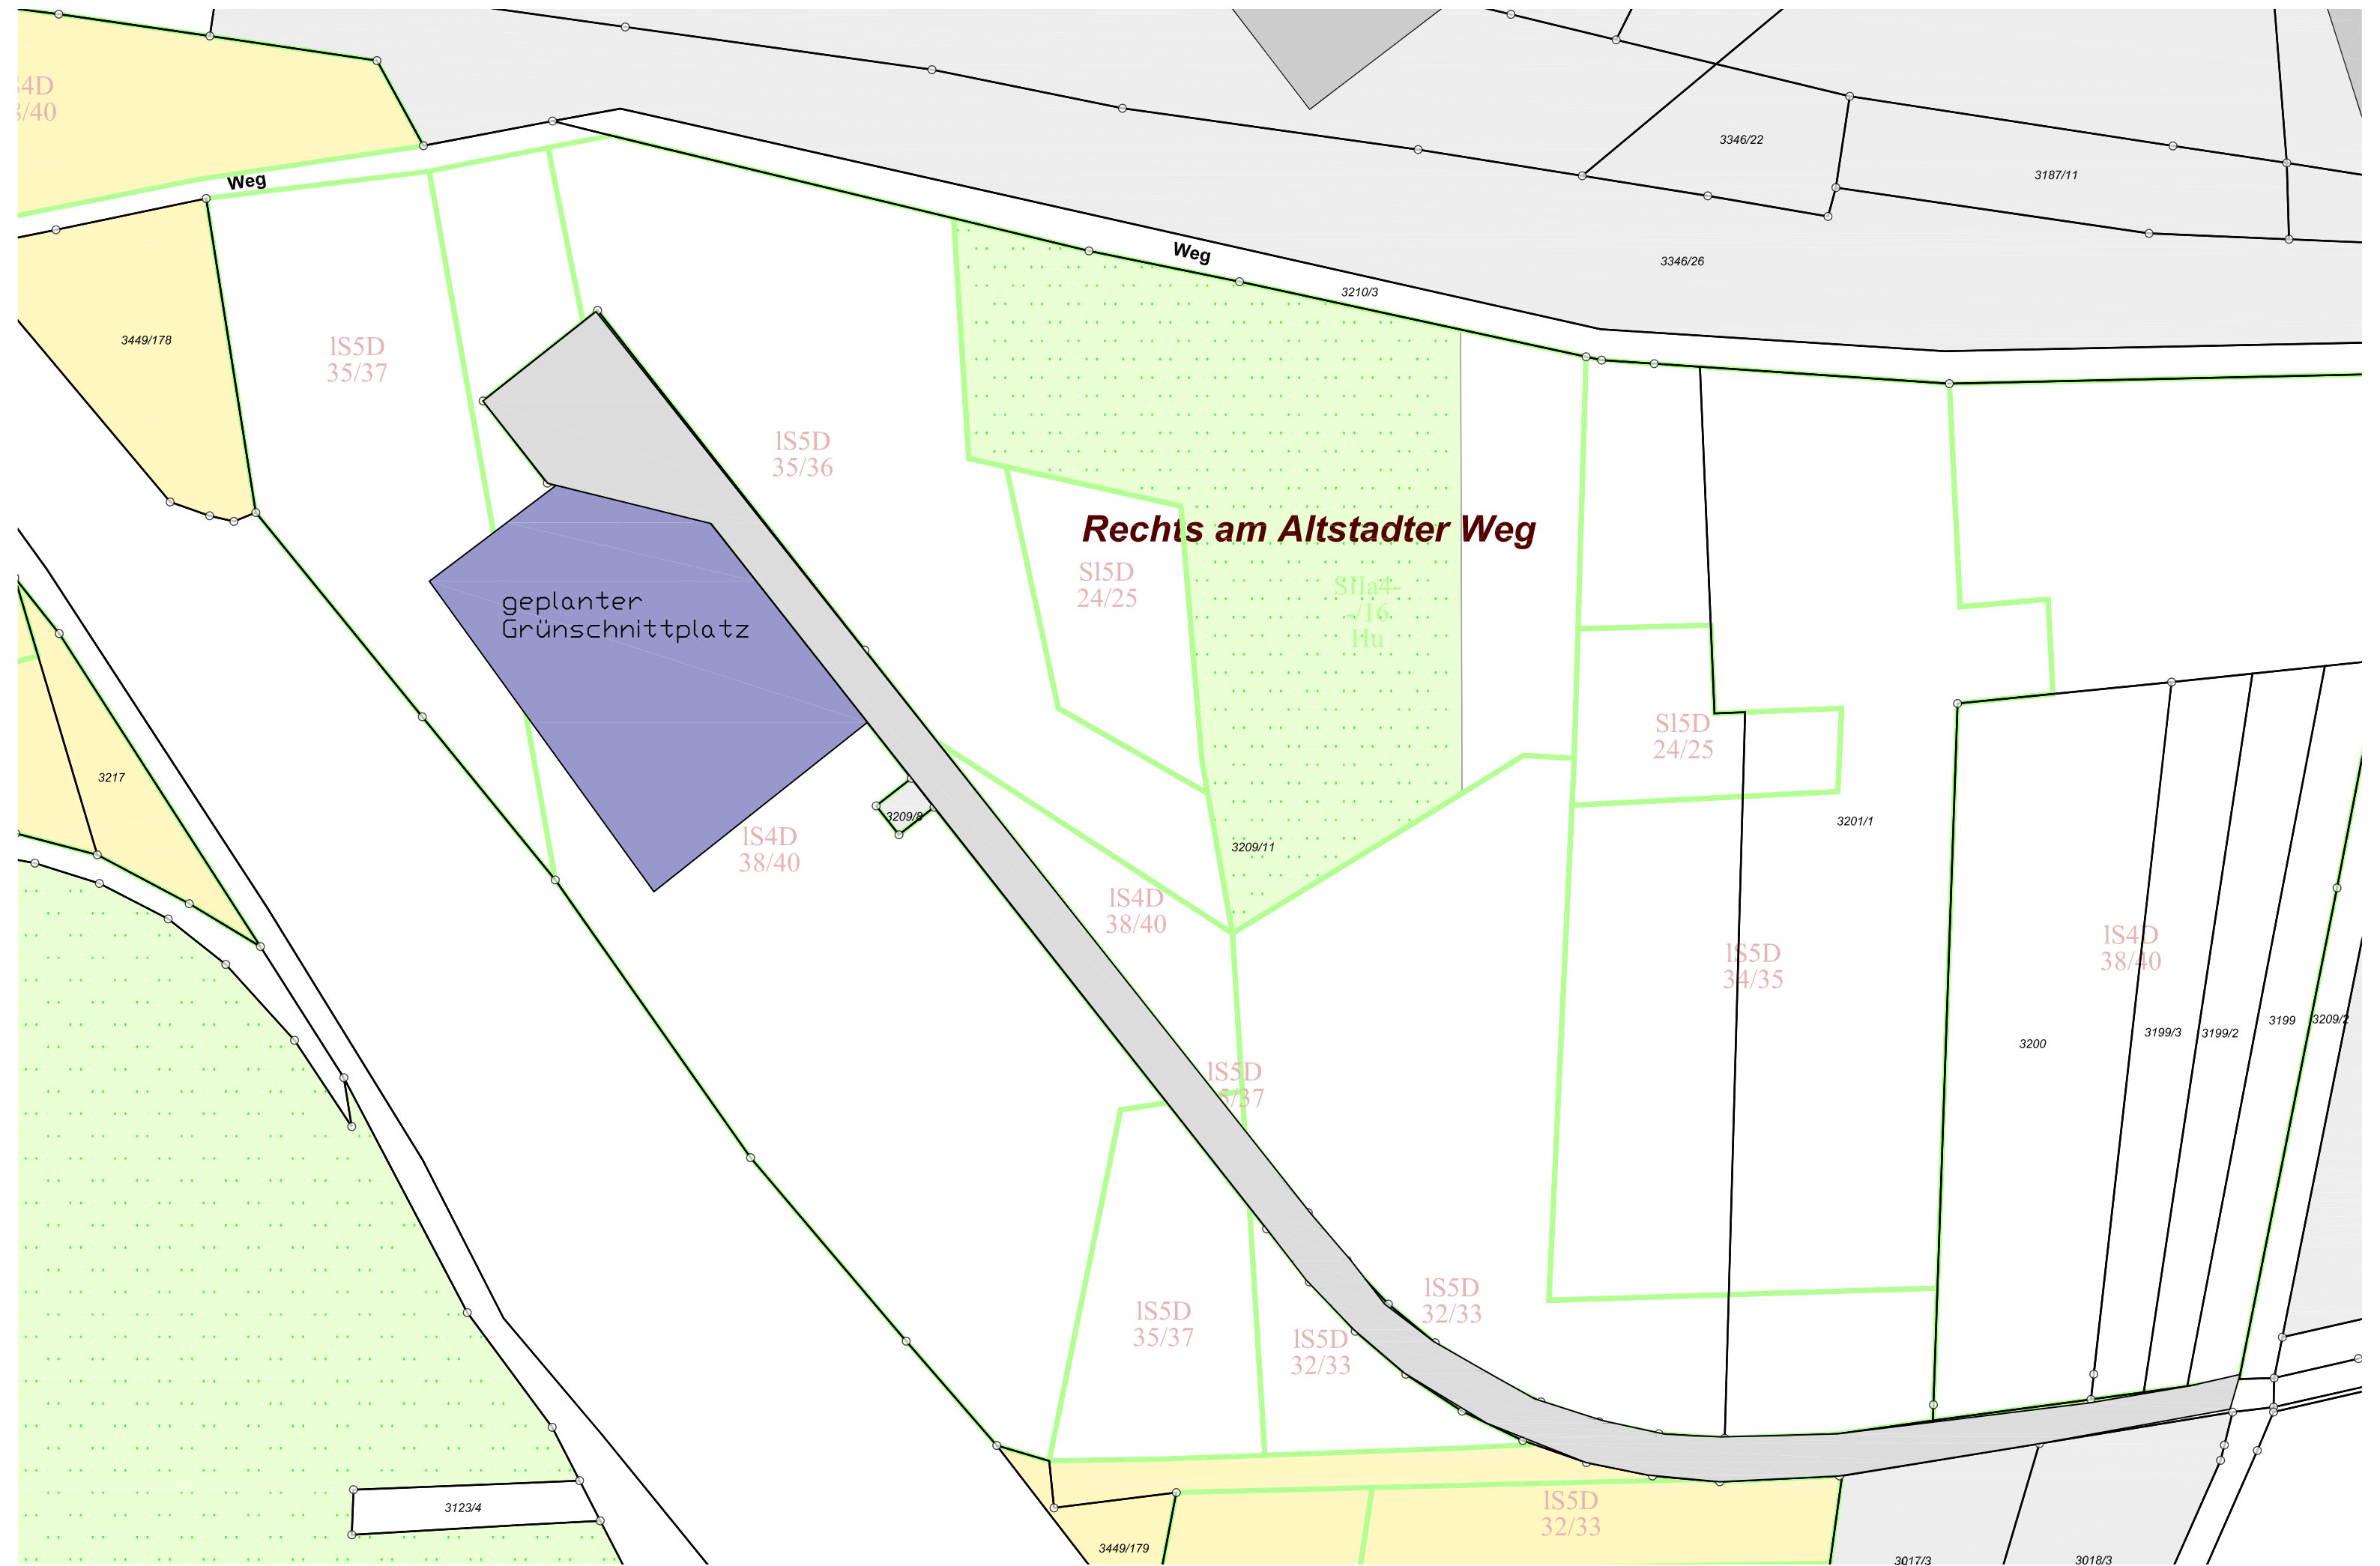 3346/22
3187/11
Weg
Weg
3346/26
3210/3
3449/178
lS5D
35/37
lS5D
35/36
Rechts am Altstadter Weg
Sl5D
24/25
SIIa4-
~/16
Hu
geplanter
Grünschnittplatz
Sl5D
24/25
3217
3209/8
3201/1
lS4D
38/40
3209/11
lS4D
38/40
lS5D
34/35
lS4D
38/40
3200
3199/3
3199/2
3199
3209/2
lS5D
5/37
lS5D
35/37
lS5D
32/33
lS5D
32/33
3123/4
lS5D
32/33
3449/179
3017/3
3018/3